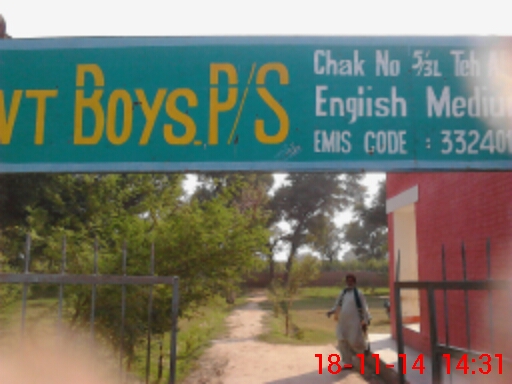 VT BOYS P/S
Chak No 5/3L Teh A
Engiish Mediu
EMIS CODE : 332401
18-11-14 14:31